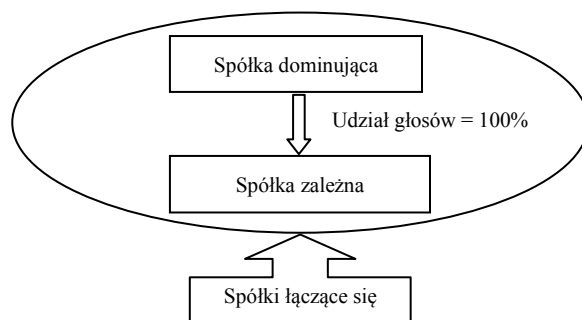 Spółka dominująca
Udział głosów = 100%
Spółka zależna
Spółki łączące się